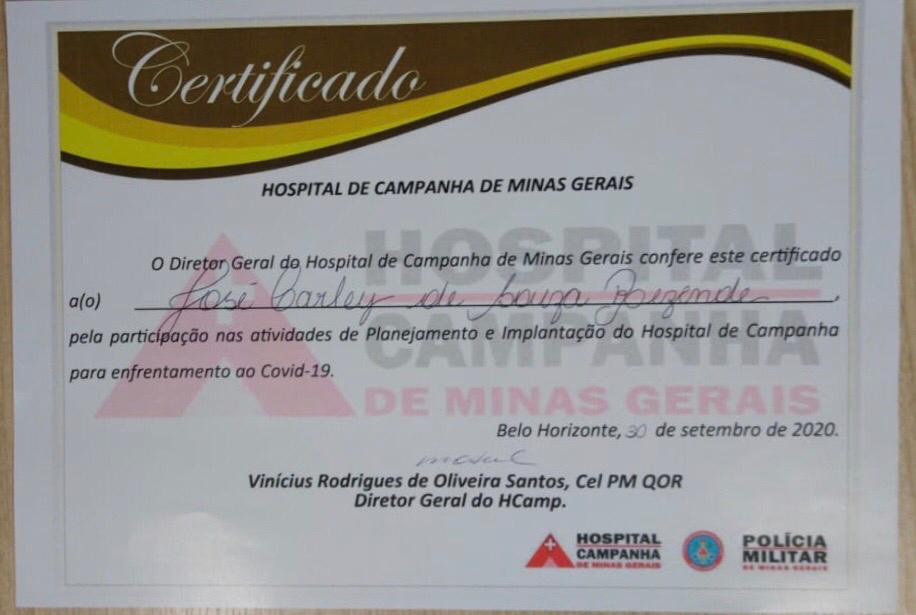 Certificado
HOSPITAL DE CAMPANHA DE MINAS GERAIS
HOSPITAL
CAMPANHA
DE MINAS GERAIS
O Diretor Geral do Hospital de Campanha de Minas Gerais confere este certificado
a(o) José Carley de Souza Rezende,
pela participação nas atividades de Planejamento e Implantação do Hospital de Campanha
para enfrentamento ao Covid-19.
Belo Horizonte, 30 de setembro de 2020.
Vinícius Rodrigues de Oliveira Santos, Cel PM QOR
Diretor Geral do HCamp.
HOSPITAL
CAMPANHA
DE MINAS GERAIS
POLÍCIA
MILITAR
DE MINAS GERAIS